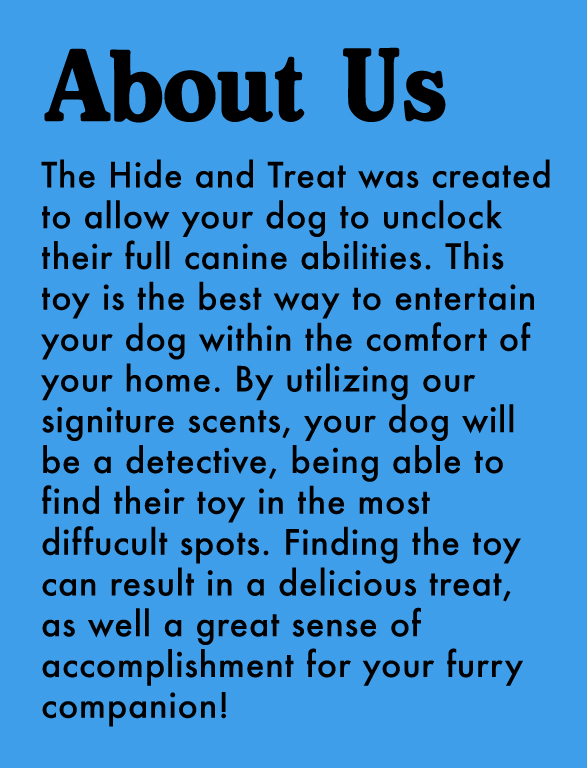 About Us
The Hide and Treat was created
to allow your dog to unclock
their full canine abilities. This
toy is the best way to entertain
your dog within the comfort of
your home. By utilizing our
signiture scents, your dog will
be a detective, being able to
find their toy in the most
diffucult spots. Finding the toy
can result in a delicious treat,
as well a great sense of
accomplishment for your furry
companion!